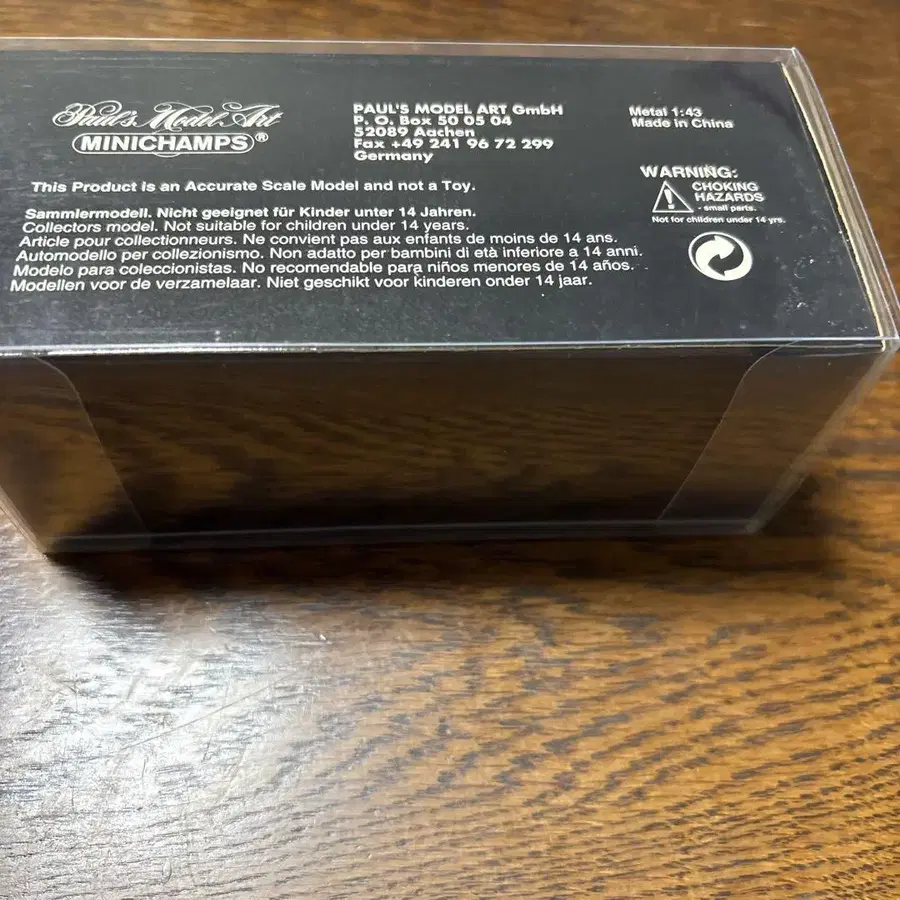 Paul's Model Art
MINICHAMPS®
PAUL'S MODEL ART GmbH
P. O. Box 50 05 04
52089 Aachen
Fax +49 241 96 72 299
Germany
Metal 1:43
Made in China
This Product is an Accurate Scale Model and not a Toy.
Sammlermodell. Nicht geeignet für Kinder unter 14 Jahren.
Collectors model. Not suitable for children under 14 years.
Article pour collectionneurs. Ne convient pas aux enfants de moins de 14 ans.
Automodello per collezionismo. Non adatto per bambini di età inferiore a 14 anni.
Modelo para coleccionistas. No recomendable para niños menores de 14 años.
Modellen voor de verzamelaar. Niet geschikt voor kinderen onder 14 jaar.
WARNING:
CHOKING
HAZARDS
- small parts.
Not for children under 14 yrs.